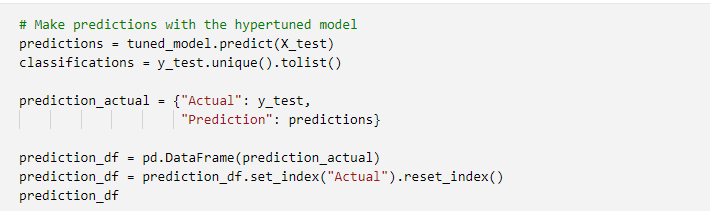 # Make predictions with the hypertuned model
predictions = tuned_model.predict(X_test)
classifications = y_test.unique().tolist()
prediction_actual = {"Actual": y_test,
"Prediction": predictions}
prediction_df = pd.DataFrame(prediction_actual)
prediction_df = prediction_df.set_index("Actual").reset_index()
prediction_df